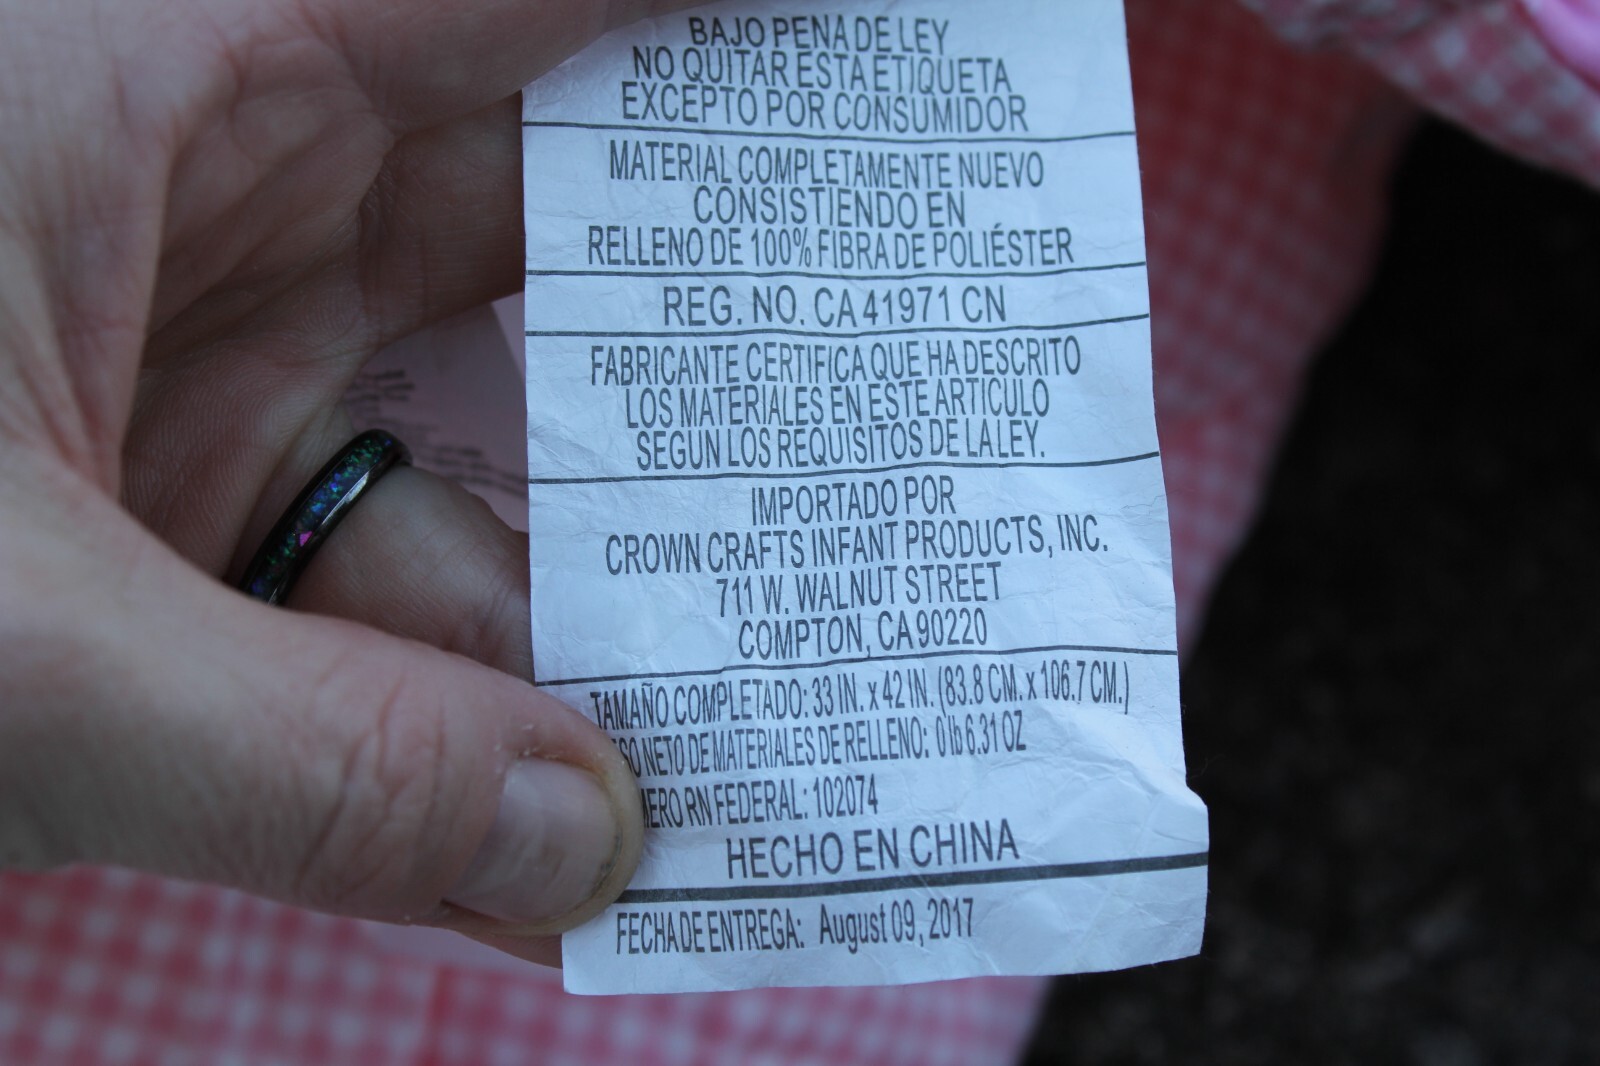 BAJO PENA DE LEY
NO QUITAR ESTA ETIQUETA
EXCEPTO POR CONSUMIDOR
MATERIAL COMPLETAMENTE NUEVO
CONSISTIENDO EN
RELLENO DE 100% FIBRA DE POLIÉSTER
REG. NO. CA 41971 CN
FABRICANTE CERTIFICA QUE HA DESCRITO
LOS MATERIALES EN ESTE ARTICULO
SEGUN LOS REQUISITOS DE LA LEY.
IMPORTADO POR
CROWN CRAFTS INFANT PRODUCTS, INC.
711 W. WALNUT STREET
COMPTON, CA 90220
TAMAÑO COMPLETADO: 33 IN. x 42 IN. (83.8 CM. x 106.7 CM.)
NETO DE MATERIALES DE RELLENO: 0 lb 6.31 OZ
RN FEDERAL: 102074
HECHO EN CHINA
FECHA DE ENTREGA: August 09, 2017